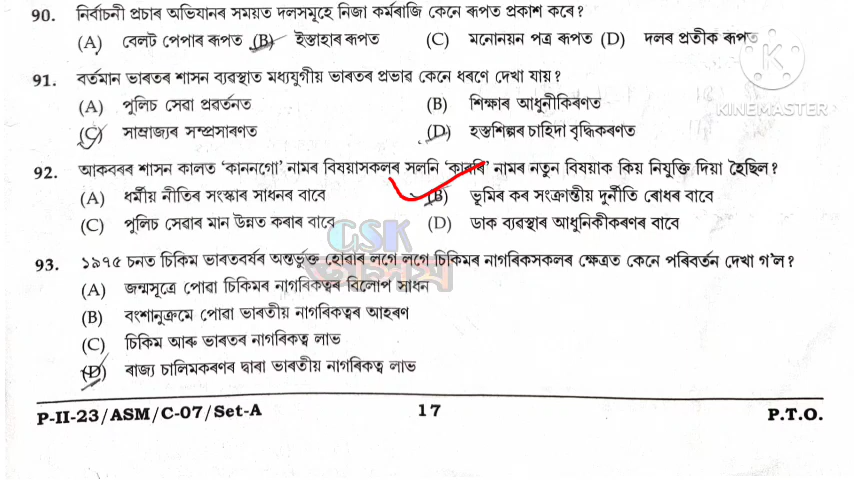 90. নিৰ্বাচনী প্ৰচাৰ অভিযানৰ সময়ত দলসমূহে নিজা কৰ্মৰাজি কেনে ৰূপত প্ৰকাশ কৰে?
(A) বেলট পেপাৰ ৰূপত (B) ইস্তাহাৰ ৰূপত (C) মনোনয়ন পত্ৰ ৰূপত (D) দলৰ প্ৰতীক ৰূপত
KINEMASTER
91. বৰ্তমান ভাৰতৰ শাসন ব্যৱস্থাত মধ্যযুগীয় ভাৰতৰ প্ৰভাৱ কেনে ধৰণে দেখা যায়?
(A) পুলিচ সেৱা প্ৰৱৰ্তনত (B) শিক্ষাৰ আধুনীকিৰণত
(C) সাম্ৰাজ্যৰ সম্প্ৰসাৰণত (D) হস্তশিল্পৰ চাহিদা বৃদ্ধিকৰণত
92. আকবৰৰ শাসন কালত ‘কাননগো’ নামৰ বিষয়াসকলৰ সলনি ‘কাৰৰি’ নামৰ নতুন বিষয়াক কিয় নিযুক্তি দিয়া হৈছিল?
(A) ধৰ্মীয় নীতিৰ সংস্কাৰ সাধনৰ বাবে (B) ভূমিৰ কৰ সংক্ৰান্তীয় দুৰ্নীতি ৰোধৰ বাবে
(C) পুলিচ সেৱাৰ মান উন্নত কৰাৰ বাবে (D) ডাক ব্যৱস্থাৰ আধুনিকীকৰণৰ বাবে
GSK
93. ১৯৭৫ চনত চিকিম ভাৰতবৰ্ষৰ অন্তৰ্ভুক্ত হোৱাৰ লগে লগে চিকিমৰ নাগৰিকসকলৰ ক্ষেত্ৰত কেনে পৰিবৰ্তন দেখা গ’ল?
(A) জন্মসূত্ৰে পোৱা চিকিমৰ নাগৰিকত্বৰ বিলোপ সাধন
(B) বংশানুক্ৰমে পোৱা ভাৰতীয় নাগৰিকত্বৰ আহৰণ
(C) চিকিম আৰু ভাৰতৰ নাগৰিকত্ব লাভ
(D) ৰাজ্য চালিমকৰণৰ দ্বাৰা ভাৰতীয় নাগৰিকত্ব লাভ
P-II-23/ASM/C-07/Set-A 17 P.T.O.